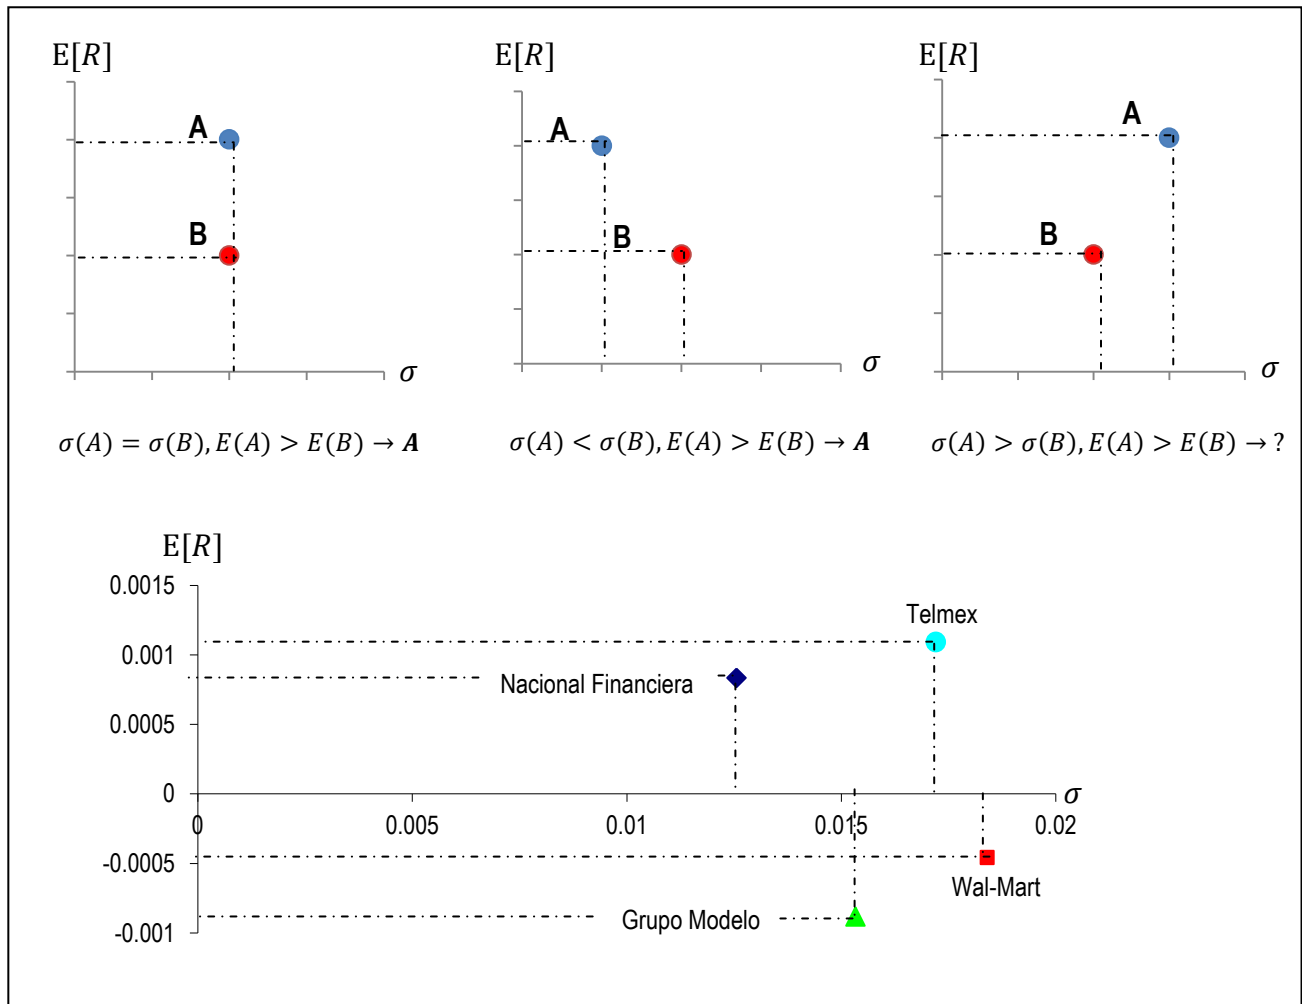 E[R]
E[R]
E[R]
A
A
A
B
B
B
σ
σ
σ
σ(A) = σ(B), E(A) > E(B) → A
σ(A) < σ(B), E(A) > E(B) → A
σ(A) > σ(B), E(A) > E(B) → ?
E[R]
0.0015
Telmex
0.001
Nacional Financiera
0.0005
0
σ
0
0.005
0.01
0.015
0.02
-0.0005
Wal-Mart
Grupo Modelo
-0.001